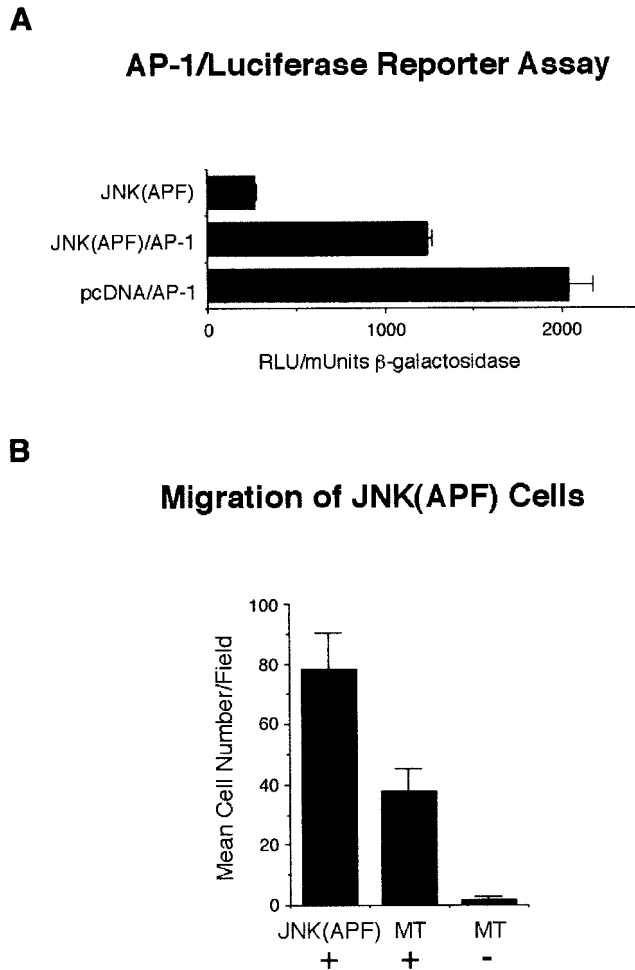 A
AP-1/Luciferase Reporter Assay
JNK(APF)
JNK(APF)/AP-1
pcDNA/AP-1
0 1000 2000
RLU/mUnits β-galactosidase
B
Migration of JNK(APF) Cells
Mean Cell Number/Field
100
80
60
40
20
0
JNK(APF) MT MT
+ + -